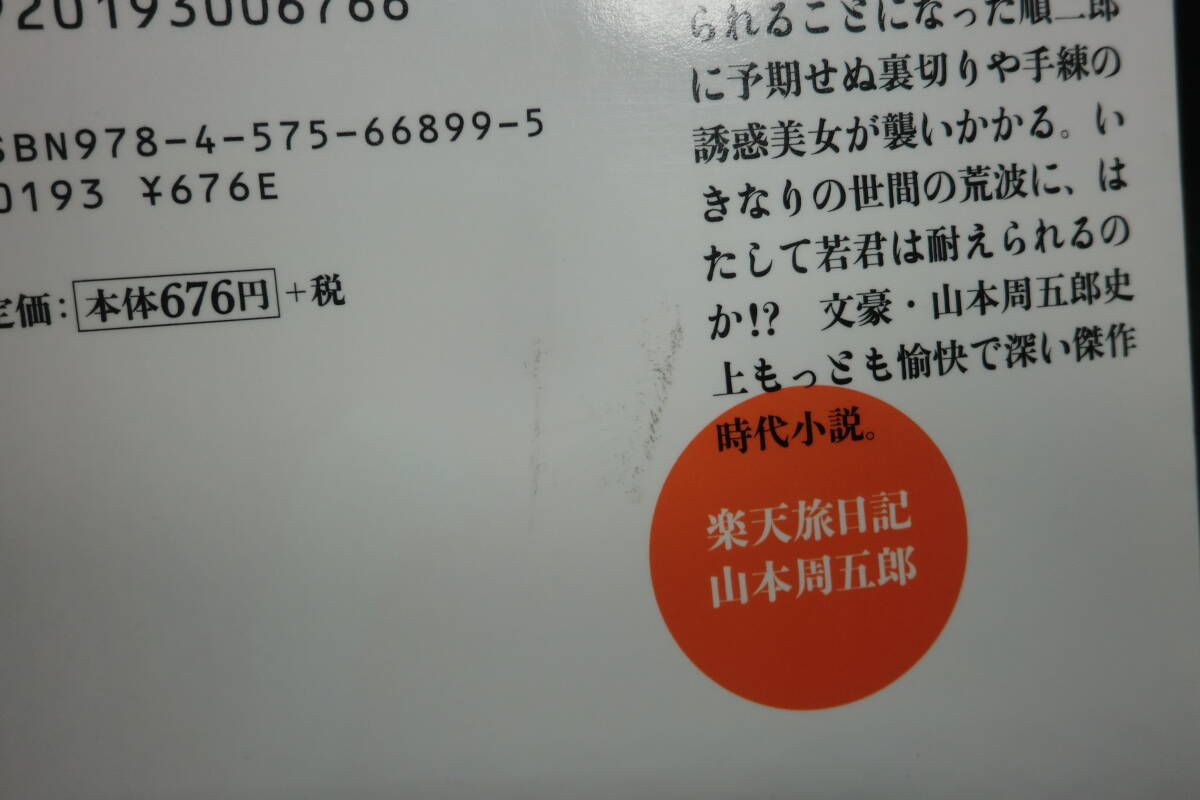 920193006766
ISBN978-4-575-66899-5
C0193 ¥676E
定価：本体676円＋税
られることになった順二郎
に予期せぬ裏切りや手練の
誘惑美女が襲いかかる。い
きなりの世間の荒波に、は
たして若君は耐えられるの
か!?　文豪・山本周五郎史
上もっとも愉快で深い傑作
時代小説。
楽天旅日記
山本周五郎